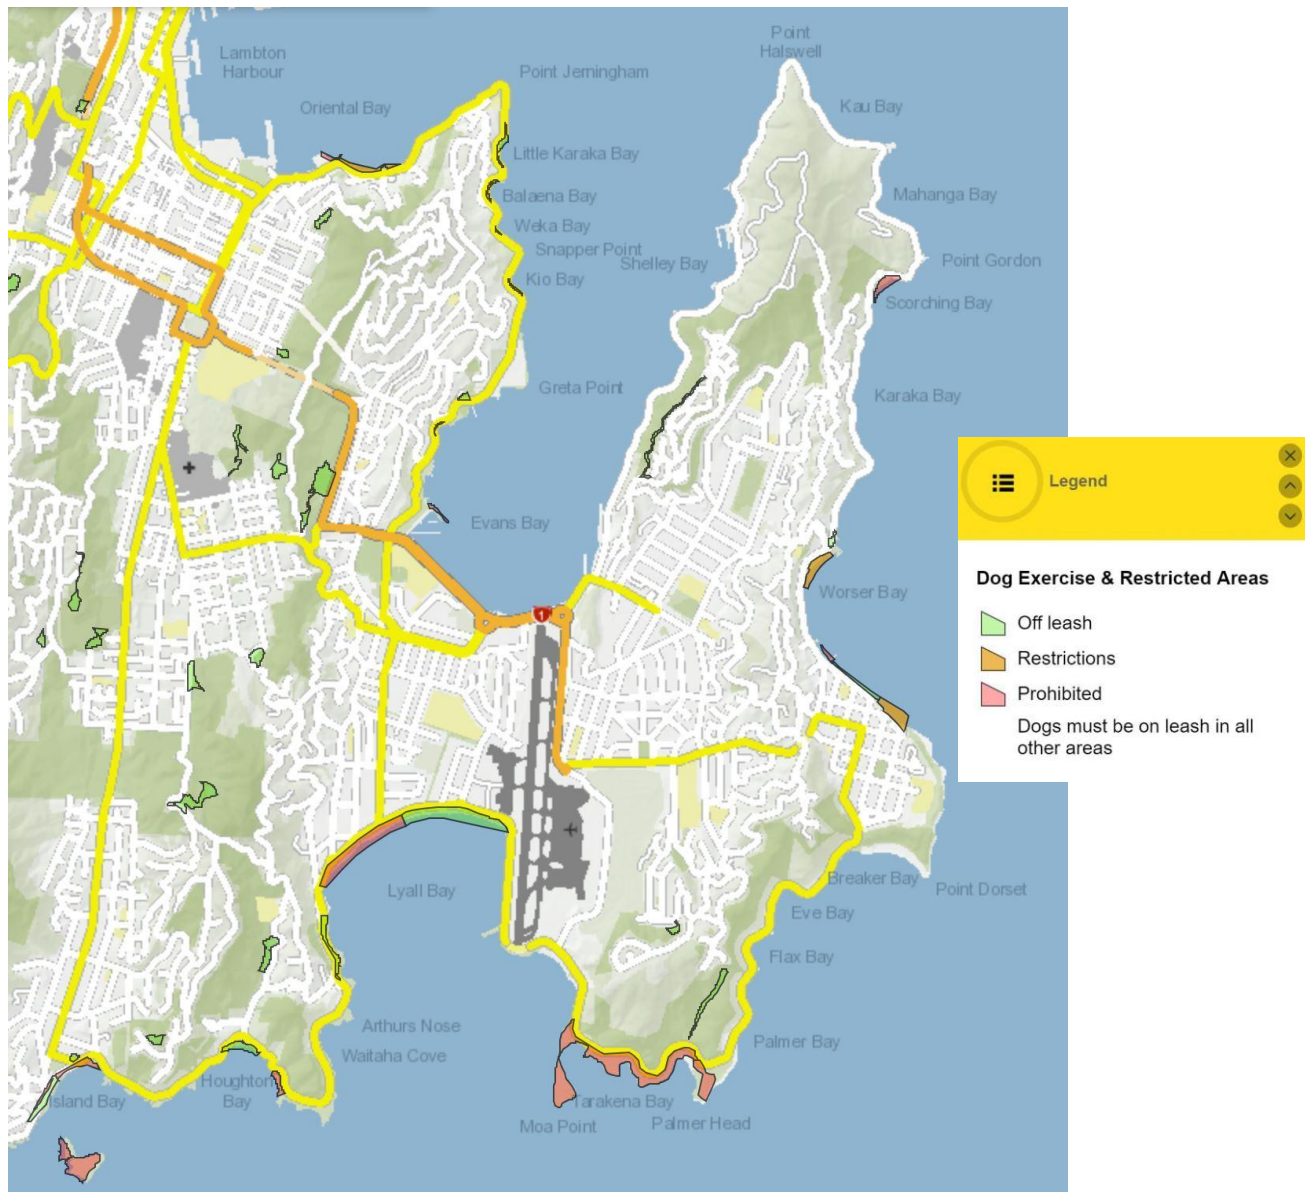 Point
Halswell
Lambton
Harbour
Point Jerningham
Oriental Bay
Kau Bay
Little Karaka Bay
Balaena Bay
Mahanga Bay
Weka Bay
Snapper Point
Shelley Bay
Point Gordon
Kio Bay
Scorching Bay
Greta Point
Karaka Bay
Legend
Evans Bay
Dog Exercise & Restricted Areas
Worser Bay
Off leash
1
Restrictions
Prohibited
Dogs must be on leash in all
other areas
Lyall Bay
Breaker Bay
Point Dorset
Eve Bay
Flax Bay
Arthurs Nose
Palmer Bay
Waitaha Cove
Houghton
Bay
Island Bay
Tarakena Bay
Moa Point
Palmer Head